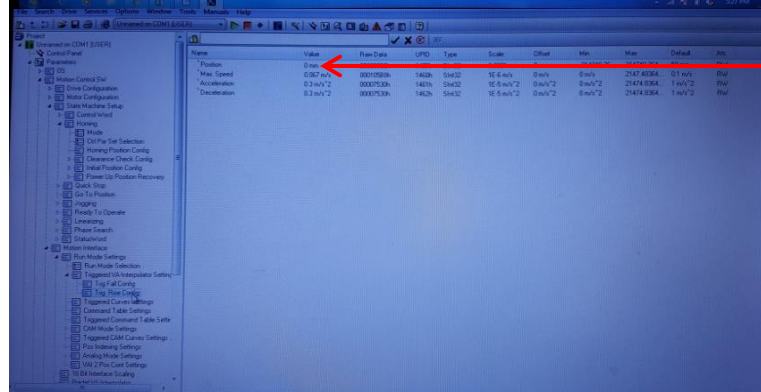 File Search Drive Services Options Window Tools Manuals Help
5:27 PM
Unnamed on COM1 (USER)
Project
Unnamed on COM1 (USER)
Control Panel
Parameters
OS
Motion Control SW
Drive Configuration
Motor Configuration
State Machine Setup
Control Word
Homing
Mode
Ctrl Par Set Selection
Homing Position Config
Clearance Check Config
Initial Position Config
Power Up Position Recovery
Quick Stop
Go To Position
Jogging
Ready To Operate
Linearizing
Phase Search
StatusWord
Motion Interface
Run Mode Settings
Run Mode Selection
Triggered VA-Interpolator Setting
Trig Fall Config
Trig Rise Config
Triggered Curves Settings
Command Table Settings
Triggered Command Table Settin
CAM Mode Settings
Triggered CAM Curves Settings
Pos Indexing Settings
Analog Mode Settings
VAI 2 Pos Cont Settings
16 Bit Interface Scaling
Name Value Raw Data UPID Type Scale Offset Min Max Default
Position 0 mm
Max. Speed 1460h SInt32 1E-6 m/s 0 m/s 0 m/s 2147.48364... 0.1 m/s RW
Acceleration 0.3 m/s^2 00007530h 1461h SInt32 1E-5 m/s^2 0 m/s^2 0 m/s^2 21474.8364... 1 m/s^2 RW
Deceleration 0.3 m/s^2 00007530h 1462h SInt32 1E-5 m/s^2 0 m/s^2 0 m/s^2 21474.8364... 1 m/s^2 RW